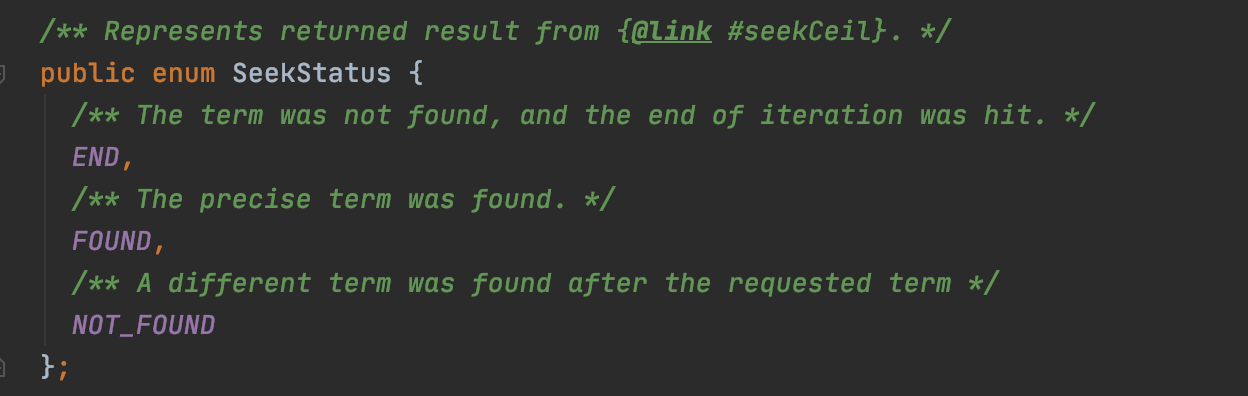 /** Represents returned result from {@link #seekCeil}. */
public enum SeekStatus {
/** The term was not found, and the end of iteration was hit. */
END,
/** The precise term was found. */
FOUND,
/** A different term was found after the requested term */
NOT_FOUND
};